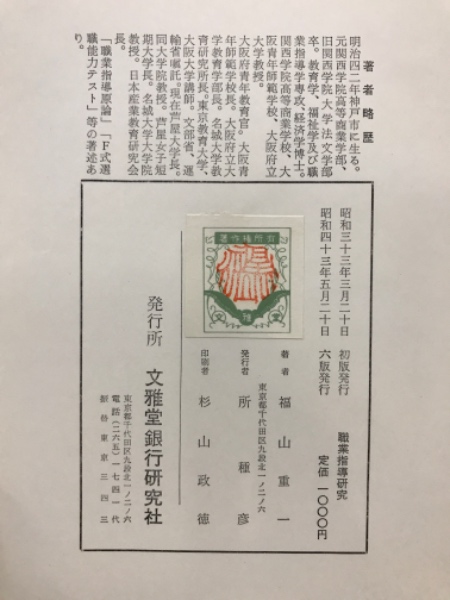 著者略歴
明治四二年神戸市に生る。
元関西学院高等商業学部、
旧関西学院大学法文学部
卒。教育学、福祉学及び職
業指導学専攻、経済学博士。
関西学院高等商業学校、大
阪青年師範学校、大阪府立
大学教授。
大阪府青年教育官。大阪青
年師範学校長。大阪府立大
学教育学部長。名城大学教
育研究所長。東京教育大学、
大阪大学講師。文部省、運
輸省嘱託。現在芦屋大学長。
同大学院教授。芦屋女子短
期大学長。名城大学大学院
教授。日本産業教育研究会
長。
「職業指導原論」「F式選
職能力テスト」等の著述あ
り。
昭和三十三年三月二十日 初版発行
昭和四十三年五月二十日 六版発行
職業指導研究
定価 一〇〇〇円
著者 福山重一
東京都千代田区九段北一ノ二ノ六
発行者 所種彦
印刷者 杉山政徳
発行所 文雅堂銀行研究社
東京都千代田区九段北一ノ二ノ六
電話(二六五)一七四一代
振替東京三四三